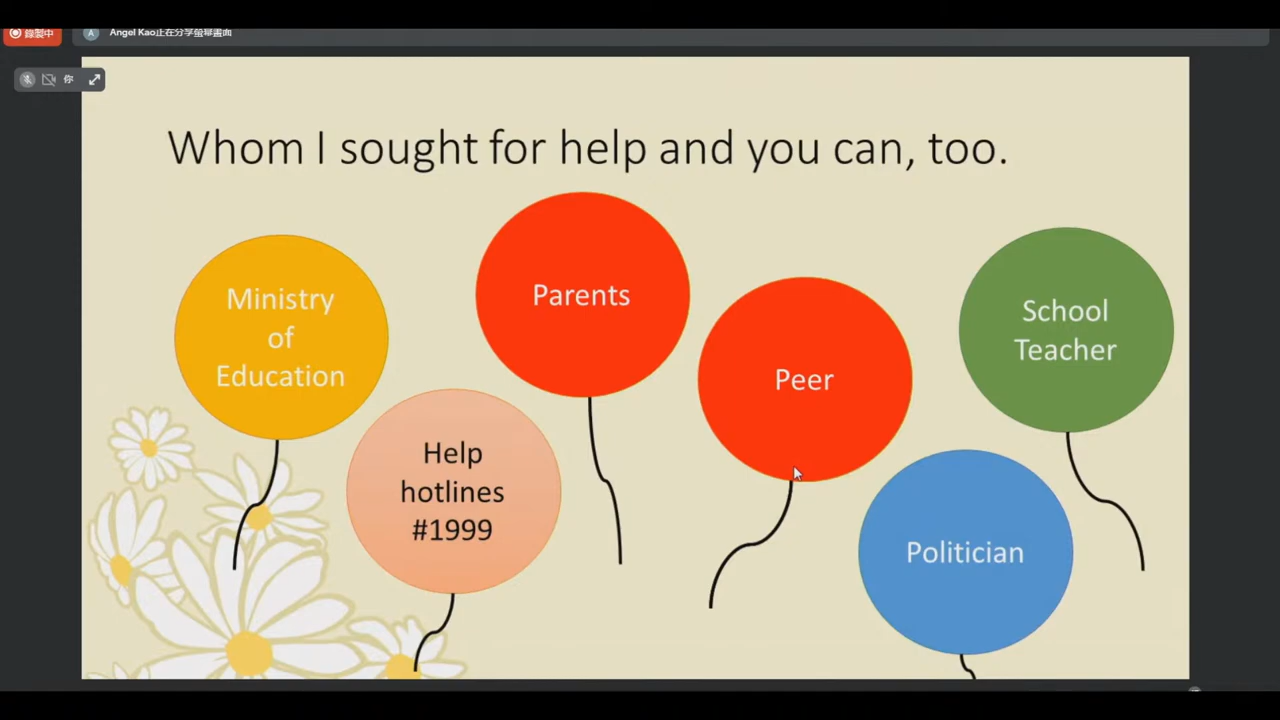 錄製中
A
Angel Kao正在分享螢幕畫面
你
Whom I sought for help and you can, too.
Ministry
of
Education
Help
hotlines
#1999
Parents
Peer
School
Teacher
Politician